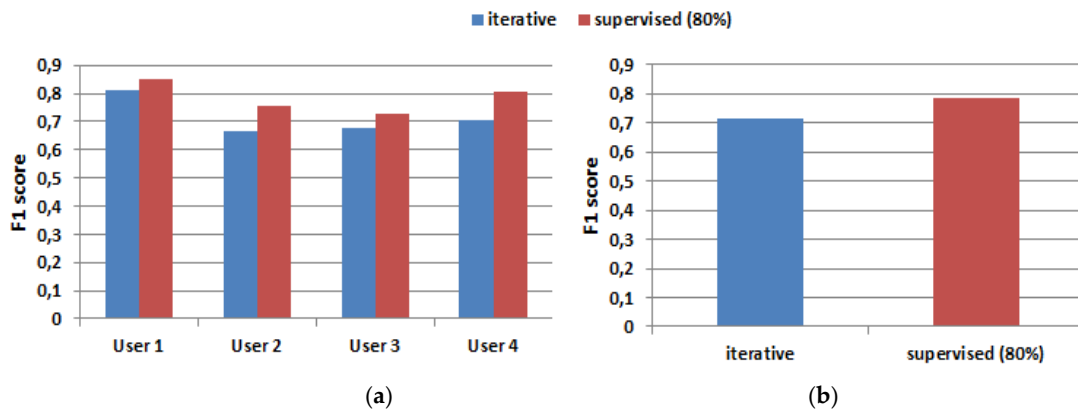 iterative supervised (80%)
F1 score
0,9
0,8
0,7
0,6
0,5
0,4
0,3
0,2
0,1
0
User 1 User 2 User 3 User 4
(a)
F1 score
0,9
0,8
0,7
0,6
0,5
0,4
0,3
0,2
0,1
0
iterative supervised (80%)
(b)